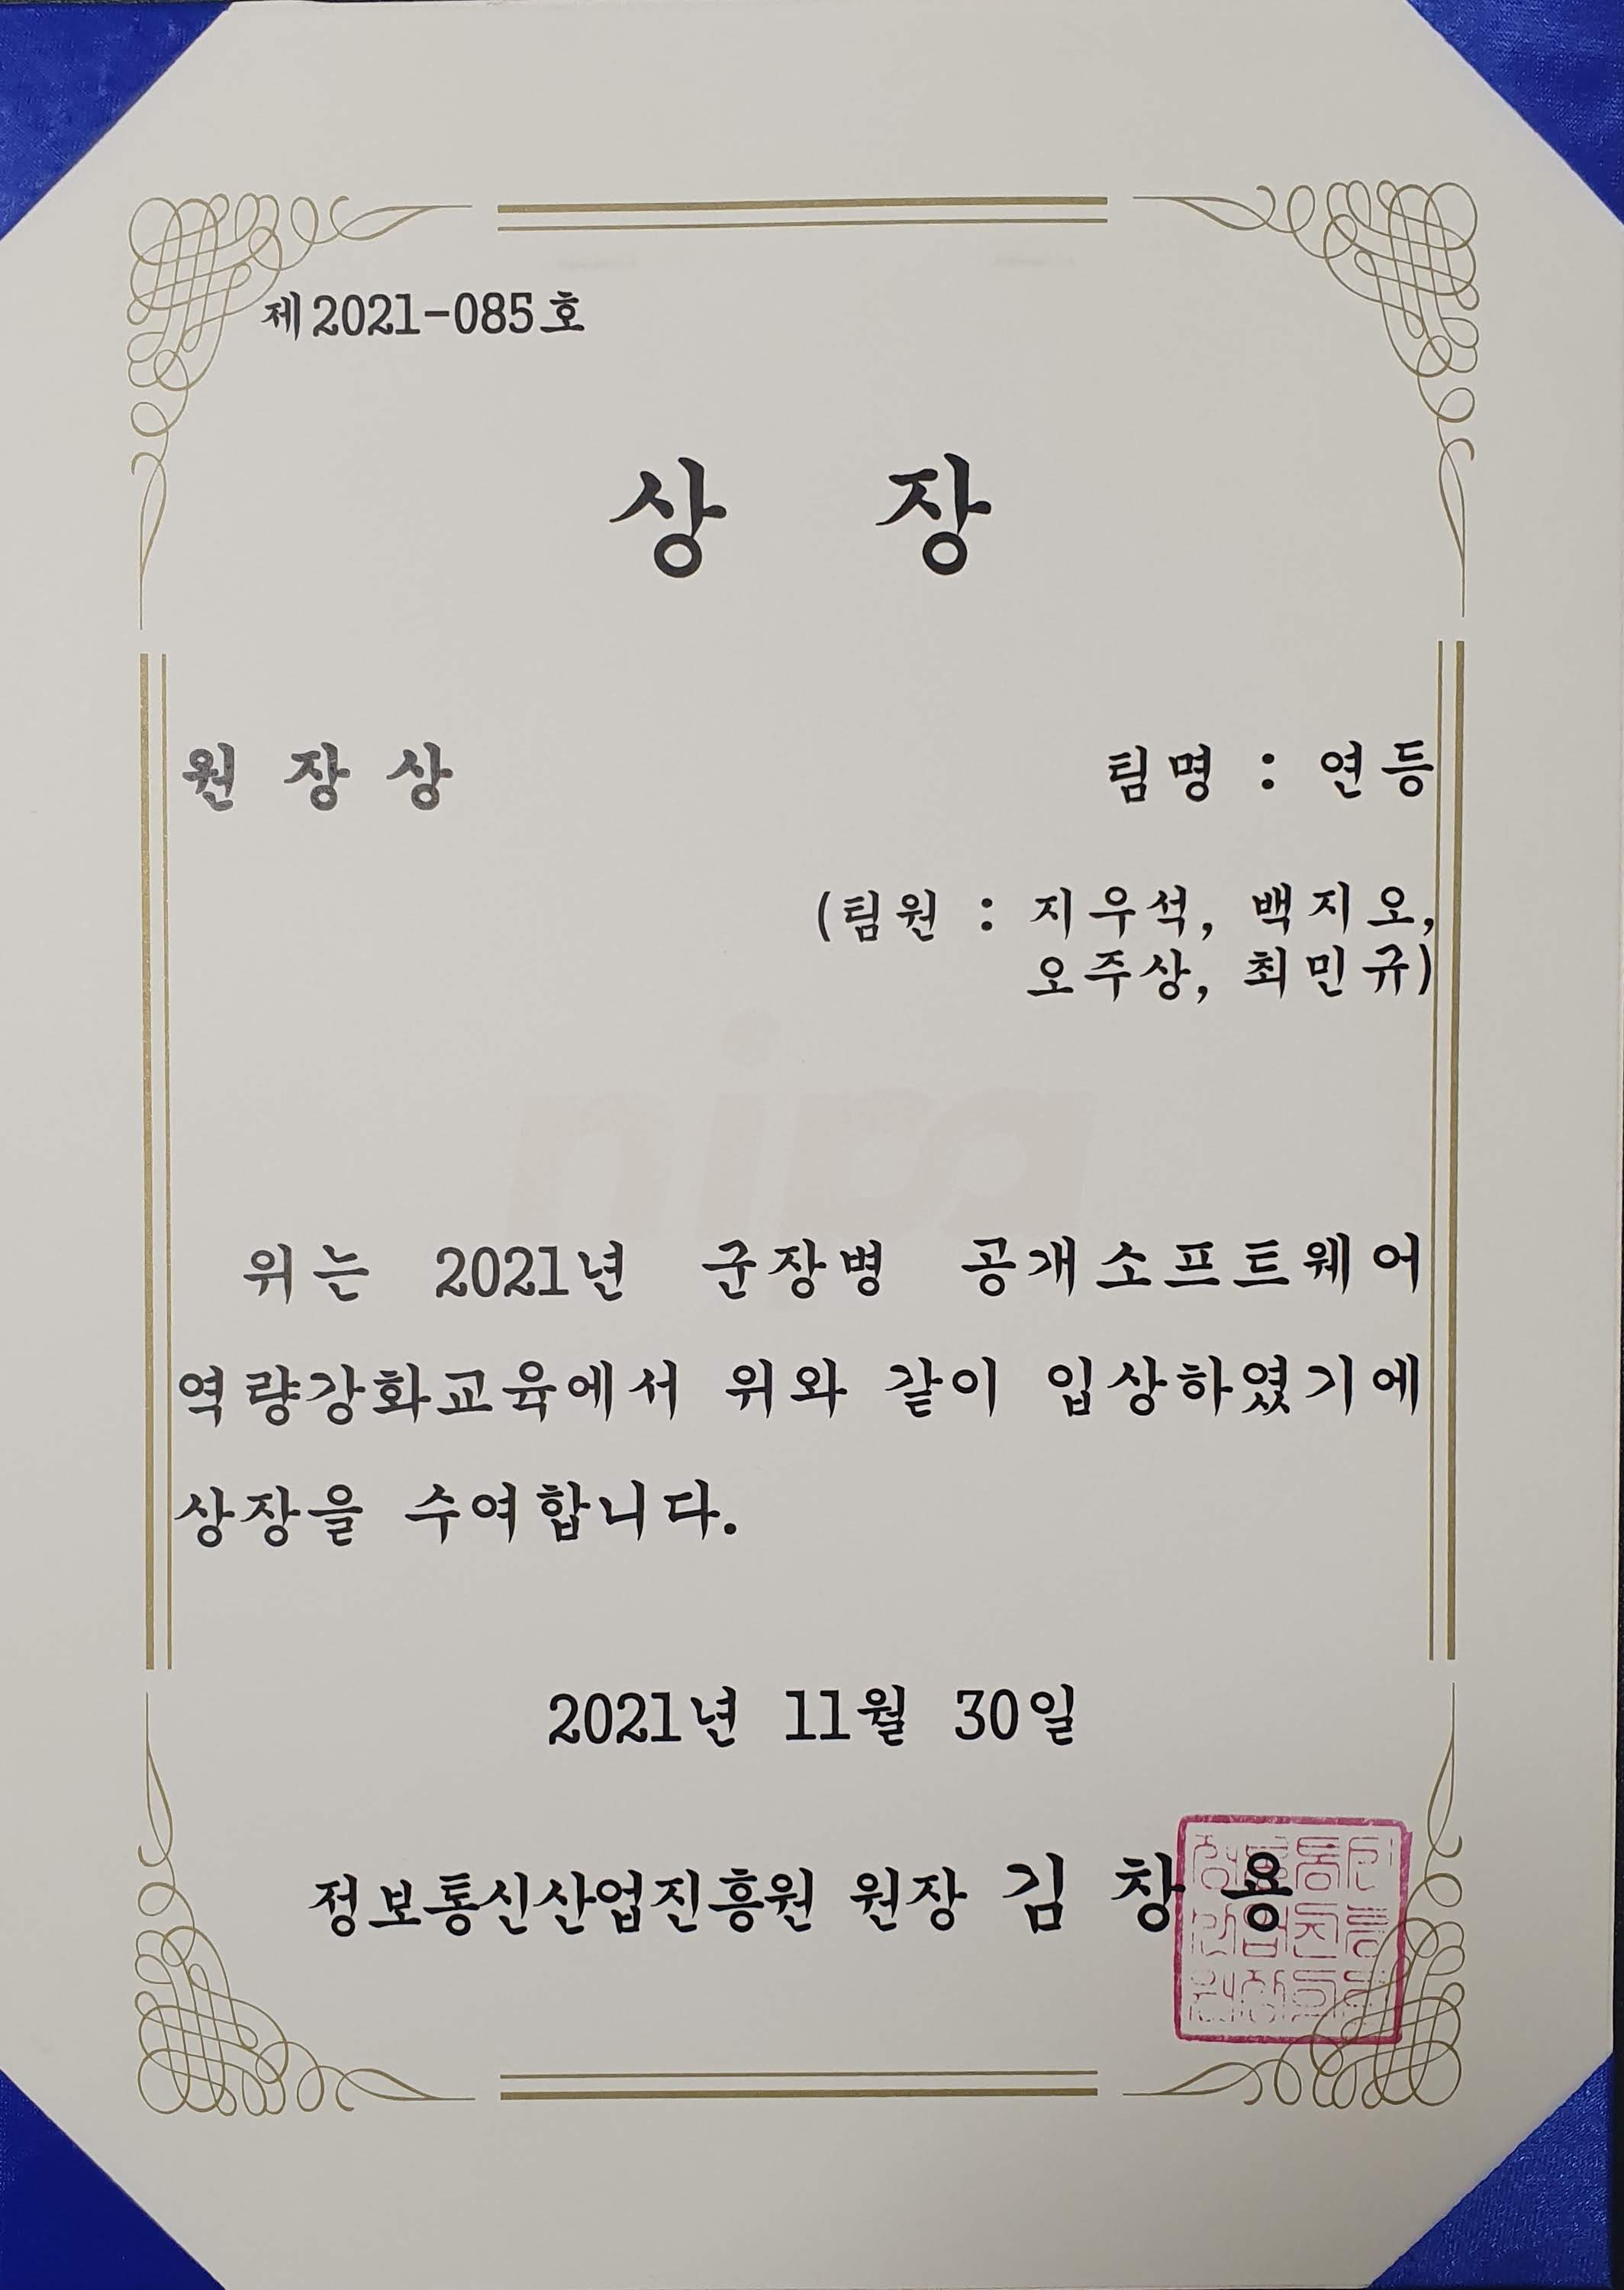 제2021-085호
상 장
원 장 상
팀명 : 연등
(팀원 : 지우석, 백지오,
오주상, 최민규)
nipa
위는 2021년 군장병 공개소프트웨어
역량강화교육에서 위와 같이 입상하였기에
상장을 수여합니다.
2021년 11월 30일
정보통신산업진흥원 원장 김 창 용